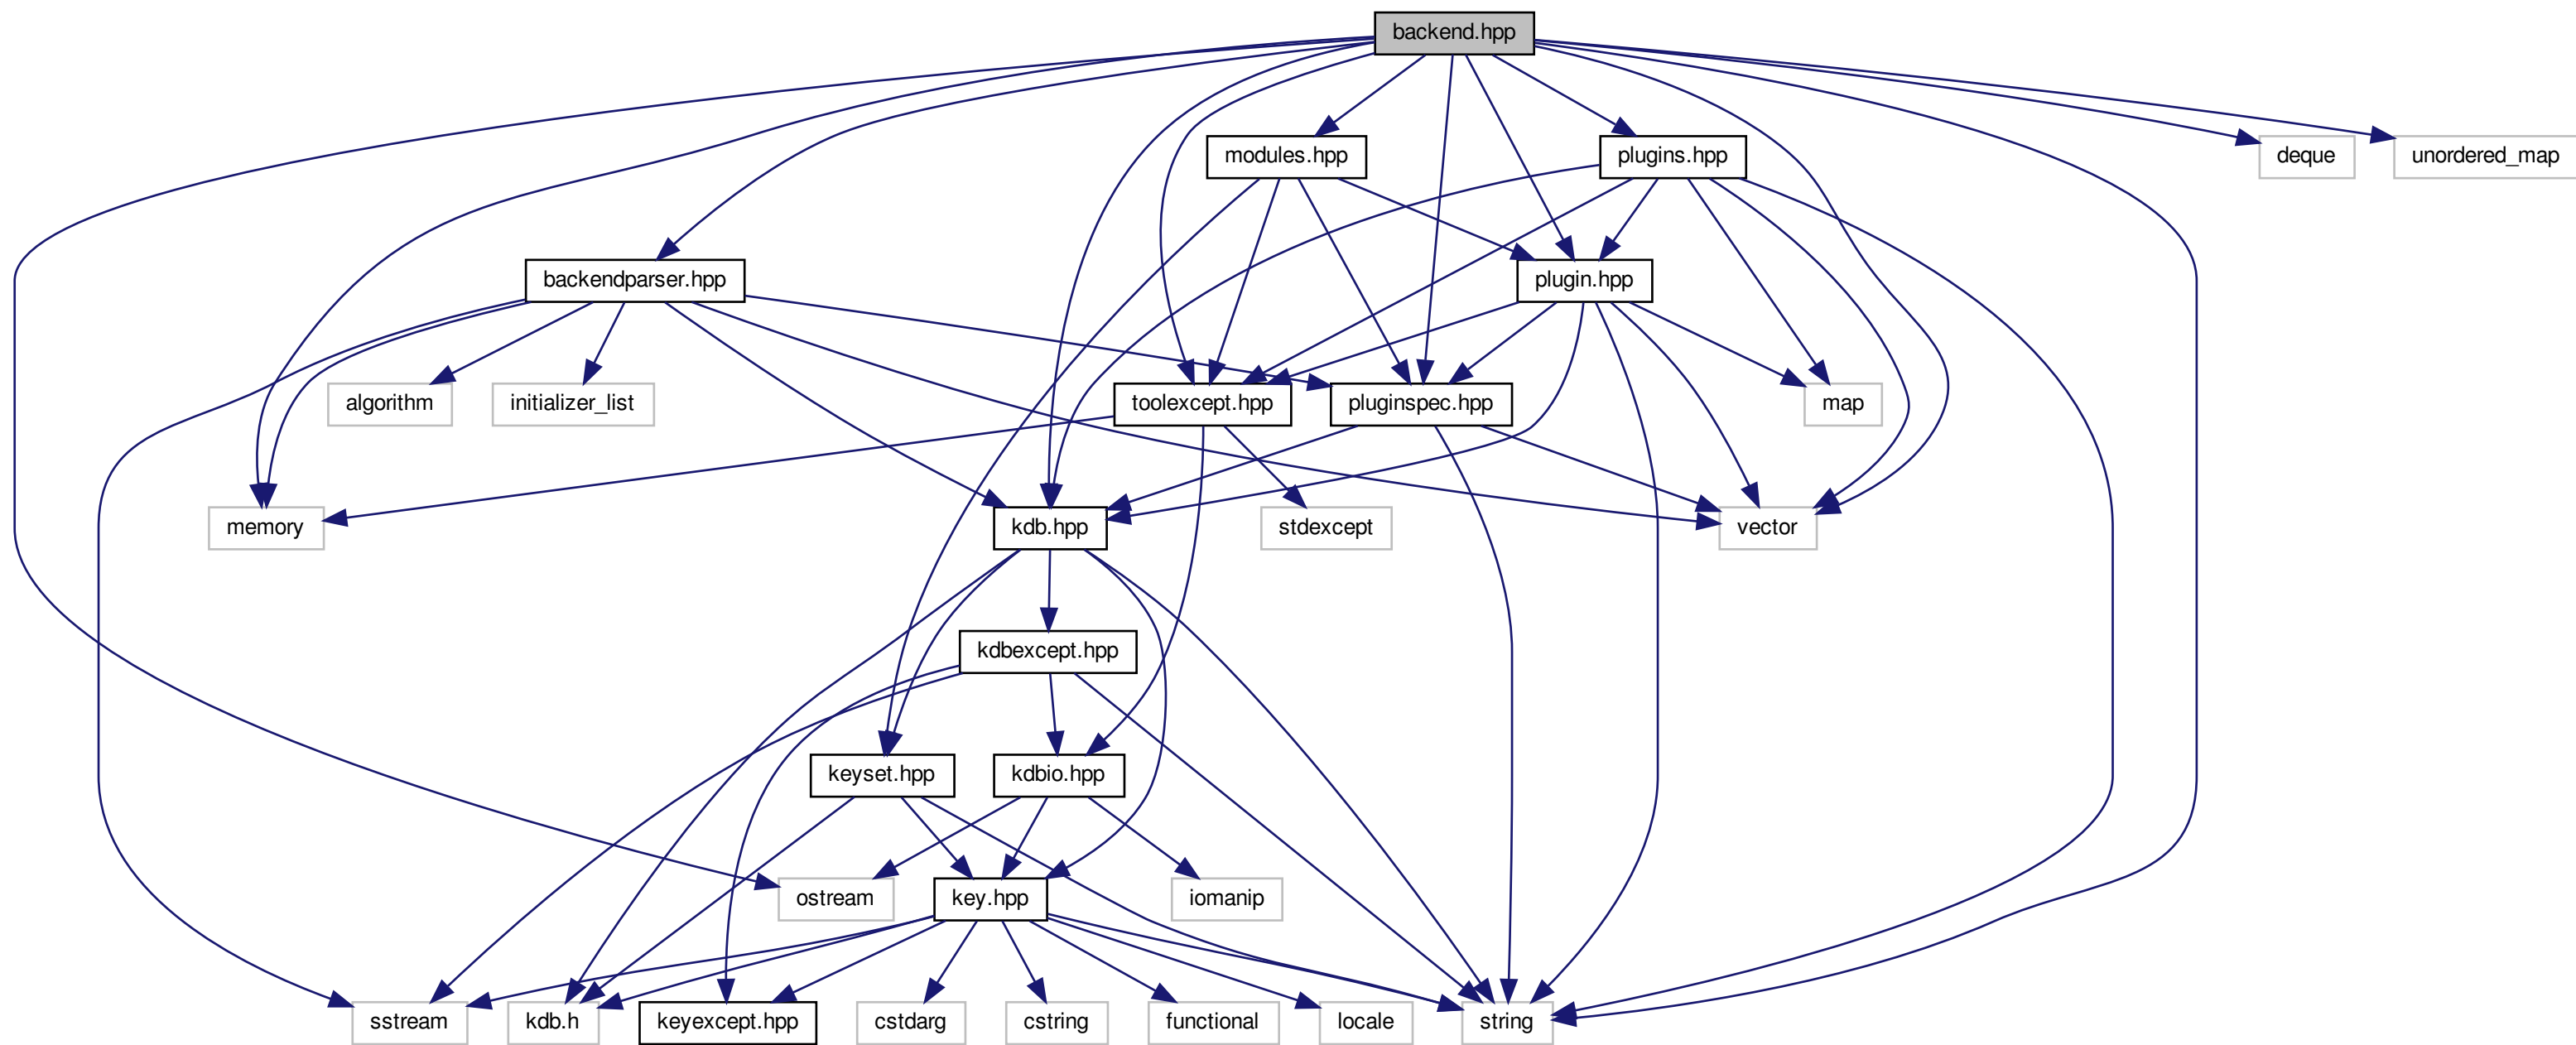 backend.hpp
modules.hpp
plugins.hpp
deque
unordered_map
backendparser.hpp
plugin.hpp
algorithm
initializer_list
toolexcept.hpp
pluginspec.hpp
map
memory
kdb.hpp
stdexcept
vector
kdbexcept.hpp
keyset.hpp
kdbio.hpp
ostream
key.hpp
iomanip
sstream
kdb.h
keyexcept.hpp
cstdarg
cstring
functional
locale
string